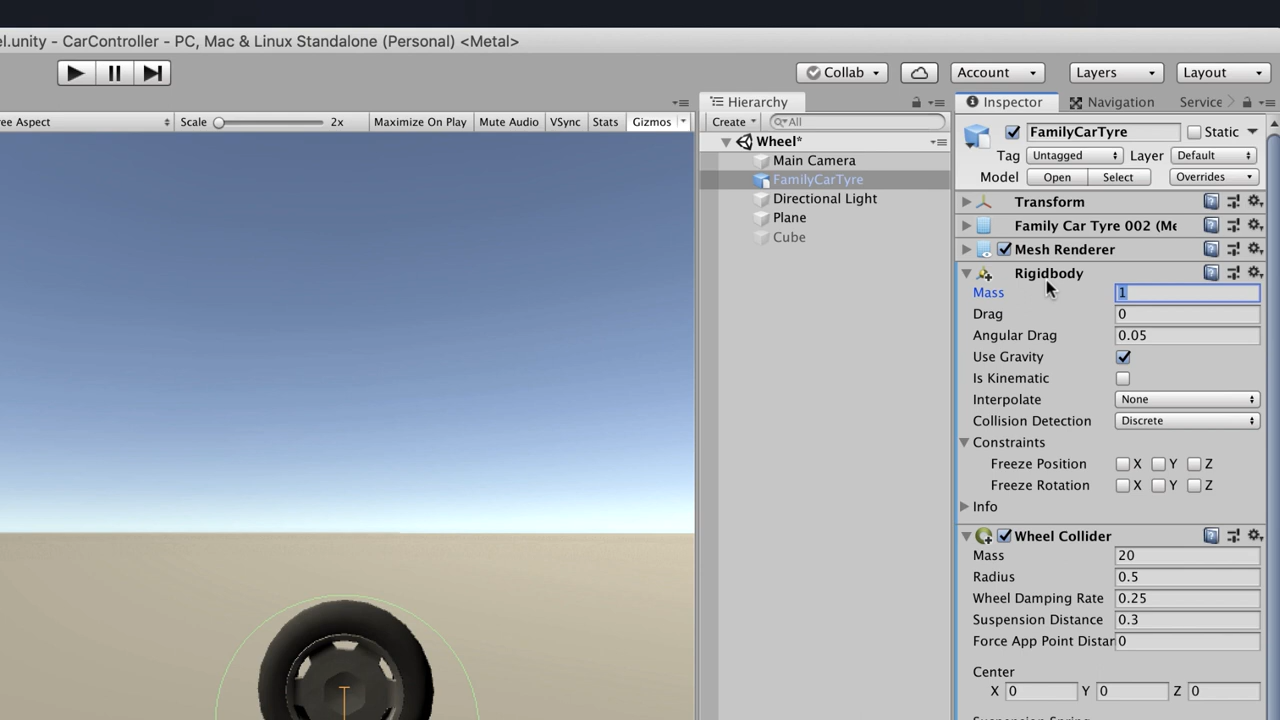 el.unity - CarController - PC, Mac & Linux Standalone (Personal) <Metal>
Collab
Account
Layers
Layout
ree Aspect
Scale
2x
Maximize On Play
Mute Audio
VSync
Stats
Gizmos
Hierarchy
Create
All
Wheel*
Main Camera
FamilyCarTyre
Directional Light
Plane
Cube
Inspector
Navigation
Service
FamilyCarTyre
Static
Tag Untagged Layer Default
Model Open Select Overrides
Transform
Family Car Tyre 002 (Me
Mesh Renderer
Rigidbody
Mass 1
Drag 0
Angular Drag 0.05
Use Gravity
Is Kinematic
Interpolate None
Collision Detection Discrete
Constraints
Freeze Position X Y Z
Freeze Rotation X Y Z
Info
Wheel Collider
Mass 20
Radius 0.5
Wheel Damping Rate 0.25
Suspension Distance 0.3
Force App Point Distar 0
Center
X 0 Y 0 Z 0
Suspension Spring